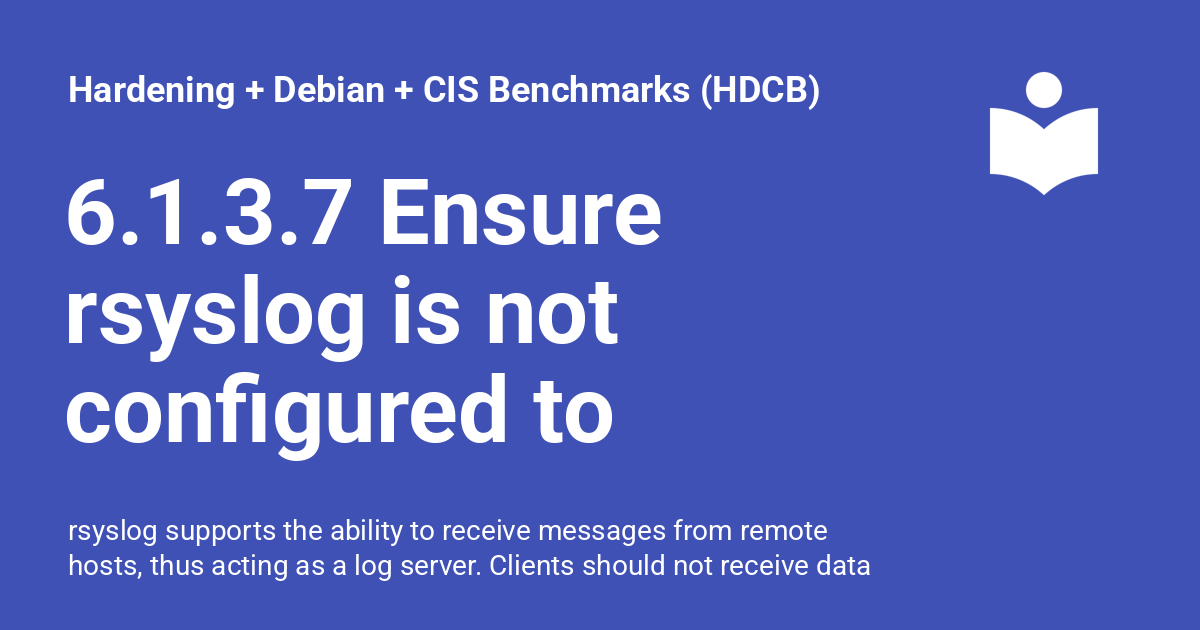 Hardening + Debian + CIS Benchmarks (HDCB)
6.1.3.7 Ensure
rsyslog is not
configured to
rsyslog supports the ability to receive messages from remote
hosts, thus acting as a log server. Clients should not receive data